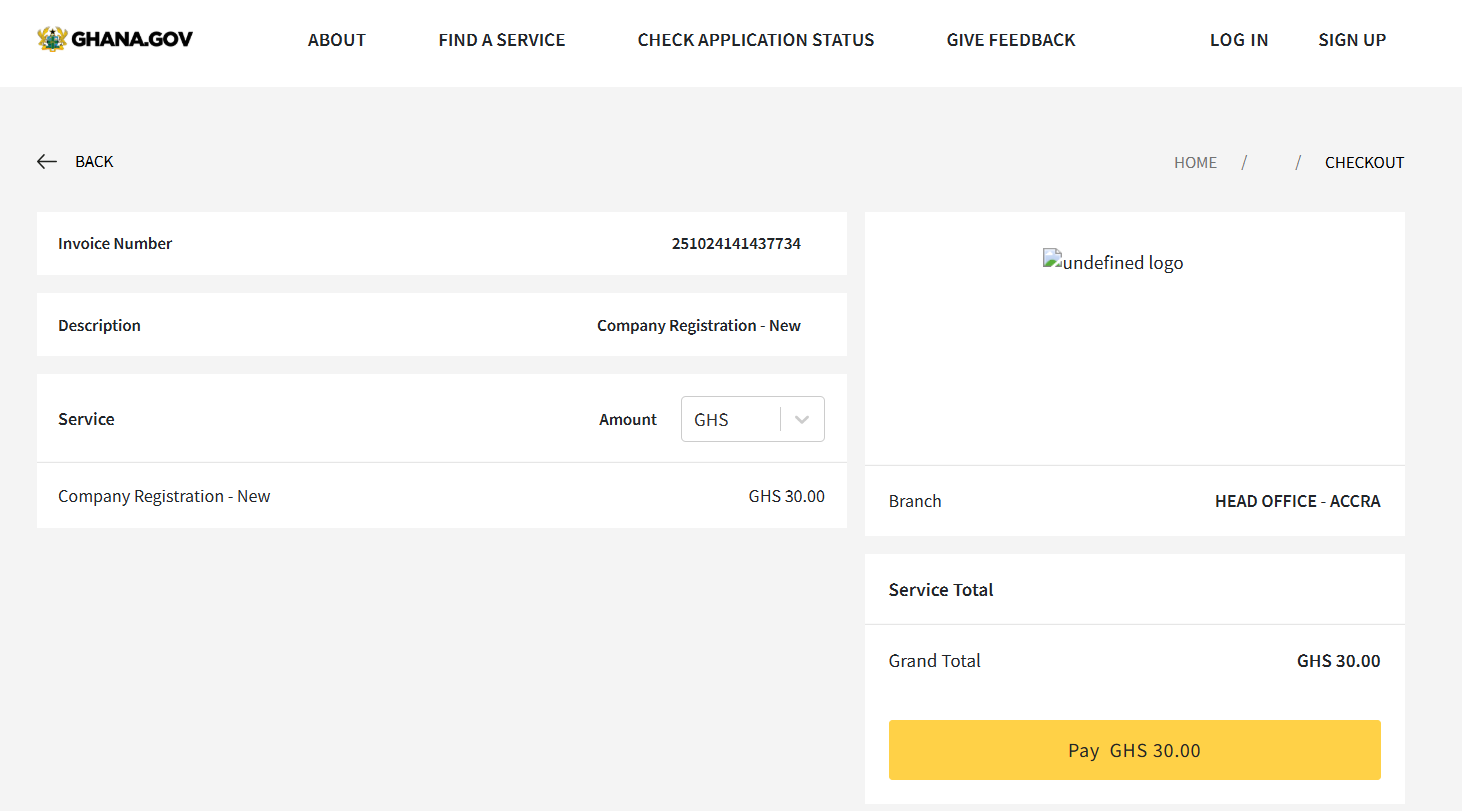 GHANA.GOV
ABOUT
FIND A SERVICE
CHECK APPLICATION STATUS
GIVE FEEDBACK
LOG IN
SIGN UP
BACK
HOME / / CHECKOUT
Invoice Number 251024141437734
Description Company Registration - New
Service Amount GHS
Company Registration - New GHS 30.00
undefined logo
Branch HEAD OFFICE - ACCRA
Service Total
Grand Total GHS 30.00
Pay GHS 30.00